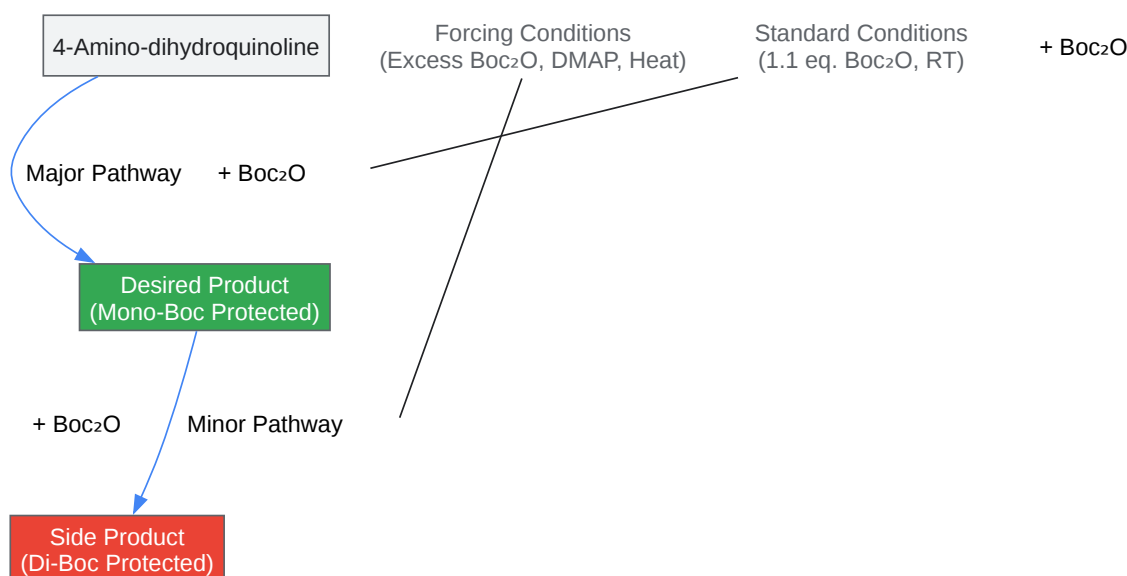 4-Amino-dihydroquinoline
Forcing Conditions
(Excess Boc₂O, DMAP, Heat)
Standard Conditions
(1.1 eq. Boc₂O, RT)
+ Boc₂O
Major Pathway
+ Boc₂O
Desired Product
(Mono-Boc Protected)
+ Boc₂O
Minor Pathway
Side Product
(Di-Boc Protected)